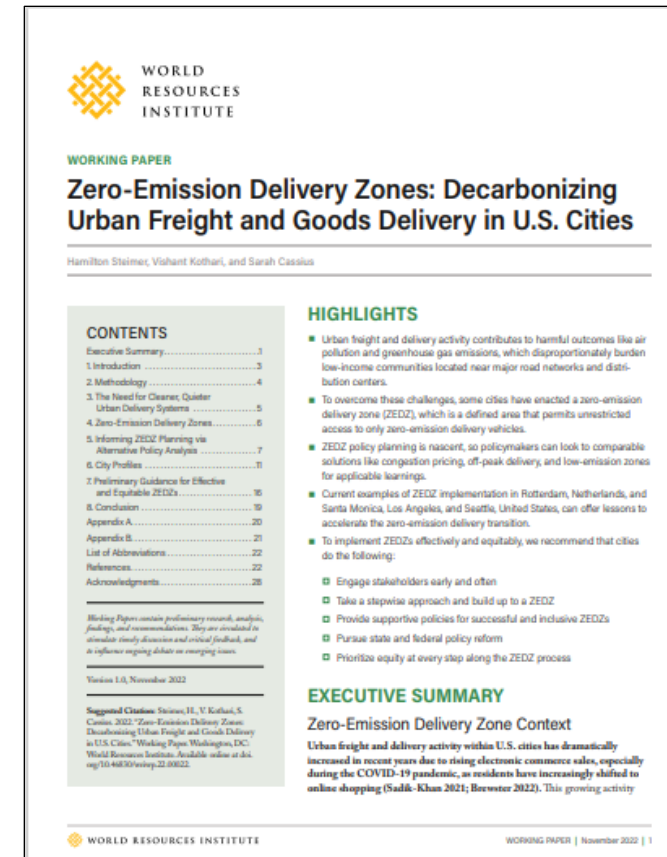 WORLD
RESOURCES
INSTITUTE
WORKING PAPER
Zero-Emission Delivery Zones: Decarbonizing
Urban Freight and Goods Delivery in U.S. Cities
Hamilton Steimer, Vishant Kothari, and Sarah Cassius
CONTENTS
Executive Summary..............................1
1. Introduction ..............................3
2. Methodology ..............................4
3. The Need for Cleaner, Quieter
Urban Delivery Systems ....................5
4. Zero-Emission Delivery Zones..............6
5. Informing ZEDZ Planning via
Alternative Policy Analysis ..................7
6. City Profiles ..............................11
7. Preliminary Guidance for Effective
and Equitable ZEDZs......................16
8. Conclusion ..............................19
Appendix A..............................20
Appendix B..............................21
List of Abbreviations ......................22
References..............................22
Acknowledgments ........................28
Working Papers contain preliminary research, analysis,
findings, and recommendations. They are circulated to
stimulate timely discussion and critical feedback, and
to influence ongoing debate on emerging issues.
Version 1.0, November 2022
Suggested Citation: Steimer, H., V. Kothari, S.
Cassius. 2022. "Zero-Emission Delivery Zones:
Decarbonizing Urban Freight and Goods Delivery
in U.S. Cities." Working Paper. Washington, DC:
World Resources Institute. Available online at doi.
org/10.46830/wriwp.22.00022.
HIGHLIGHTS
▪ Urban freight and delivery activity contributes to harmful outcomes like air
pollution and greenhouse gas emissions, which disproportionately burden
low-income communities located near major road networks and distri-
bution centers.
▪ To overcome these challenges, some cities have enacted a zero-emission
delivery zone (ZEDZ), which is a defined area that permits unrestricted
access to only zero-emission delivery vehicles.
▪ ZEDZ policy planning is nascent, so policymakers can look to comparable
solutions like congestion pricing, off-peak delivery, and low-emission zones
for applicable learnings.
▪ Current examples of ZEDZ implementation in Rotterdam, Netherlands, and
Santa Monica, Los Angeles, and Seattle, United States, can offer lessons to
accelerate the zero-emission delivery transition.
▪ To implement ZEDZs effectively and equitably, we recommend that cities
do the following:
Engage stakeholders early and often
Take a stepwise approach and build up to a ZEDZ
Provide supportive policies for successful and inclusive ZEDZs
Pursue state and federal policy reform
Prioritize equity at every step along the ZEDZ process
EXECUTIVE SUMMARY
Zero-Emission Delivery Zone Context
Urban freight and delivery activity within U.S. cities has dramatically
increased in recent years due to rising electronic commerce sales, especially
during the COVID-19 pandemic, as residents have increasingly shifted to
online shopping (Sadik-Khan 2021; Brewster 2022). This growing activity
WORLD RESOURCES INSTITUTE
WORKING PAPER | November 2022 | 1